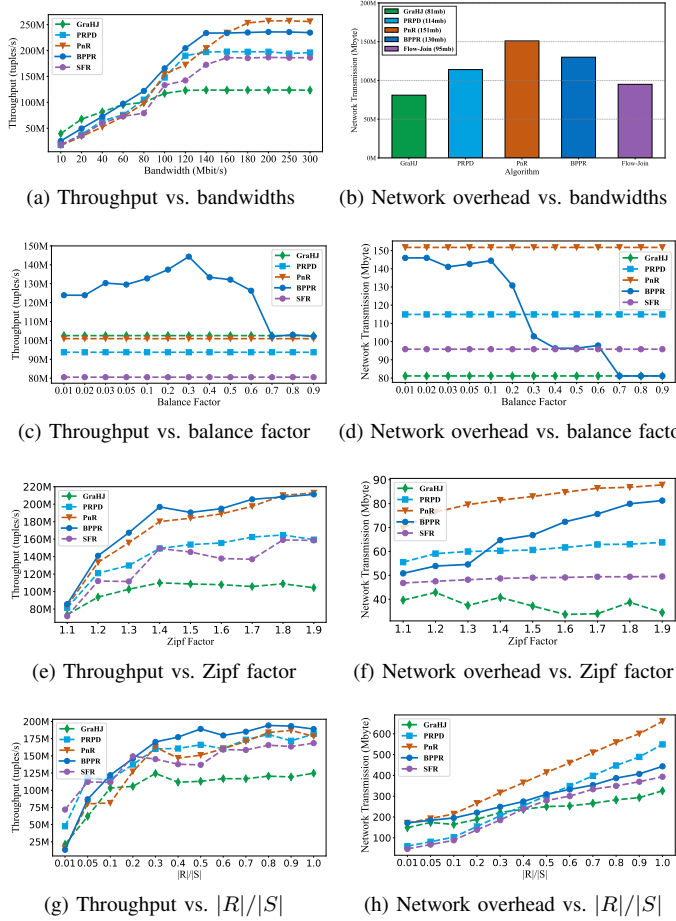 GraHJ
PRPD
PnR
BPPR
SFR
Throughput (tuples/s)
250M
200M
150M
100M
50M
10 20 40 60 80 100 120 140 160 180 200 250 300
Bandwidth (Mbit/s)
(a) Throughput vs. bandwidths
GraHJ (81mb)
PRPD (114mb)
PnR (151mb)
BPPR (130mb)
Flow-Join (95mb)
Network Transmission (Mbyte)
200M
150M
100M
50M
0M
GraHJ PRPD PnR BPPR Flow-Join
Algorithm
(b) Network overhead vs. bandwidths
GraHJ
PRPD
PnR
BPPR
SFR
Throughput (tuples/s)
150M
140M
130M
120M
110M
100M
90M
80M
0.01 0.02 0.03 0.05 0.1 0.2 0.3 0.4 0.5 0.6 0.7 0.8 0.9
Balance Factor
(c) Throughput vs. balance factor
GraHJ
PRPD
PnR
BPPR
SFR
Network Transmission (Mbyte)
150
140
130
120
110
100
90
80
0.01 0.02 0.03 0.05 0.1 0.2 0.3 0.4 0.5 0.6 0.7 0.8 0.9
Balance Factor
(d) Network overhead vs. balance facto
GraHJ
PRPD
PnR
BPPR
SFR
Throughput (tuples/s)
220M
200M
180M
160M
140M
120M
100M
80M
1.1 1.2 1.3 1.4 1.5 1.6 1.7 1.8 1.9
Zipf Factor
(e) Throughput vs. Zipf factor
GraHJ
PRPD
PnR
BPPR
SFR
Network Transmission (Mbyte)
90
80
70
60
50
40
1.1 1.2 1.3 1.4 1.5 1.6 1.7 1.8 1.9
Zipf Factor
(f) Network overhead vs. Zipf factor
GraHJ
PRPD
PnR
BPPR
SFR
Throughput (tuples/s)
200M
175M
150M
125M
100M
75M
50M
25M
0.01 0.05 0.1 0.2 0.3 0.4 0.5 0.6 0.7 0.8 0.9 1.0
|R|/|S|
(g) Throughput vs. |R|/|S|
GraHJ
PRPD
PnR
BPPR
SFR
Network Transmission (Mbyte)
600
500
400
300
200
100
0.01 0.05 0.1 0.2 0.3 0.4 0.5 0.6 0.7 0.8 0.9 1.0
|R|/|S|
(h) Network overhead vs. |R|/|S|